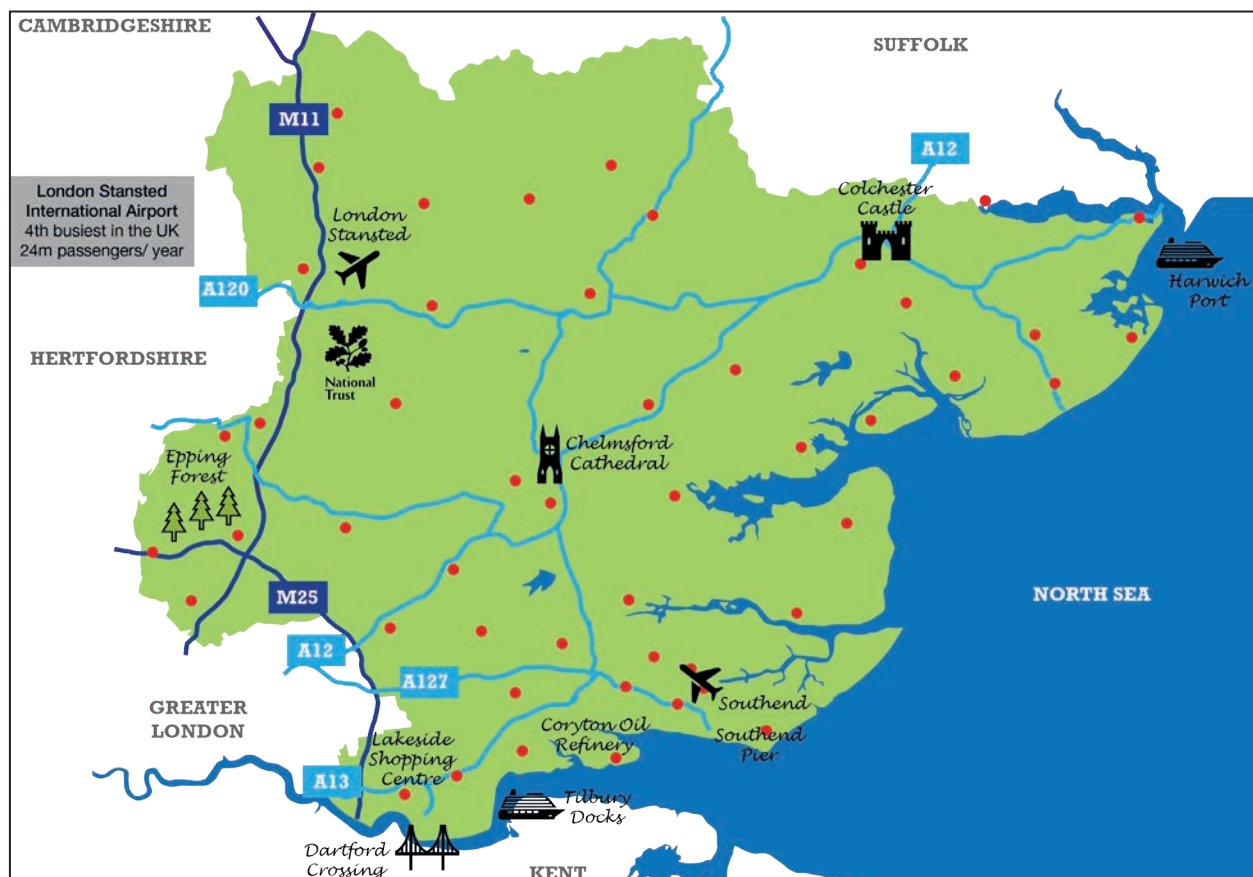 CAMBRIDGESHIRE
SUFFOLK
M11
A12
London Stansted
International Airport
4th busiest in the UK
24m passengers/ year
Colchester
Castle
London
Stansted
A120
Harwich
Port
HERTFORDSHIRE
National
Trust
Epping
Forest
Chelmsford
Cathedral
M25
NORTH SEA
A12
A127
GREATER
LONDON
Southend
Coryton Oil
Refinery
Southend
Pier
Lakeside
Shopping
Centre
A13
Tilbury
Docks
Dartford
Crossing
KENT